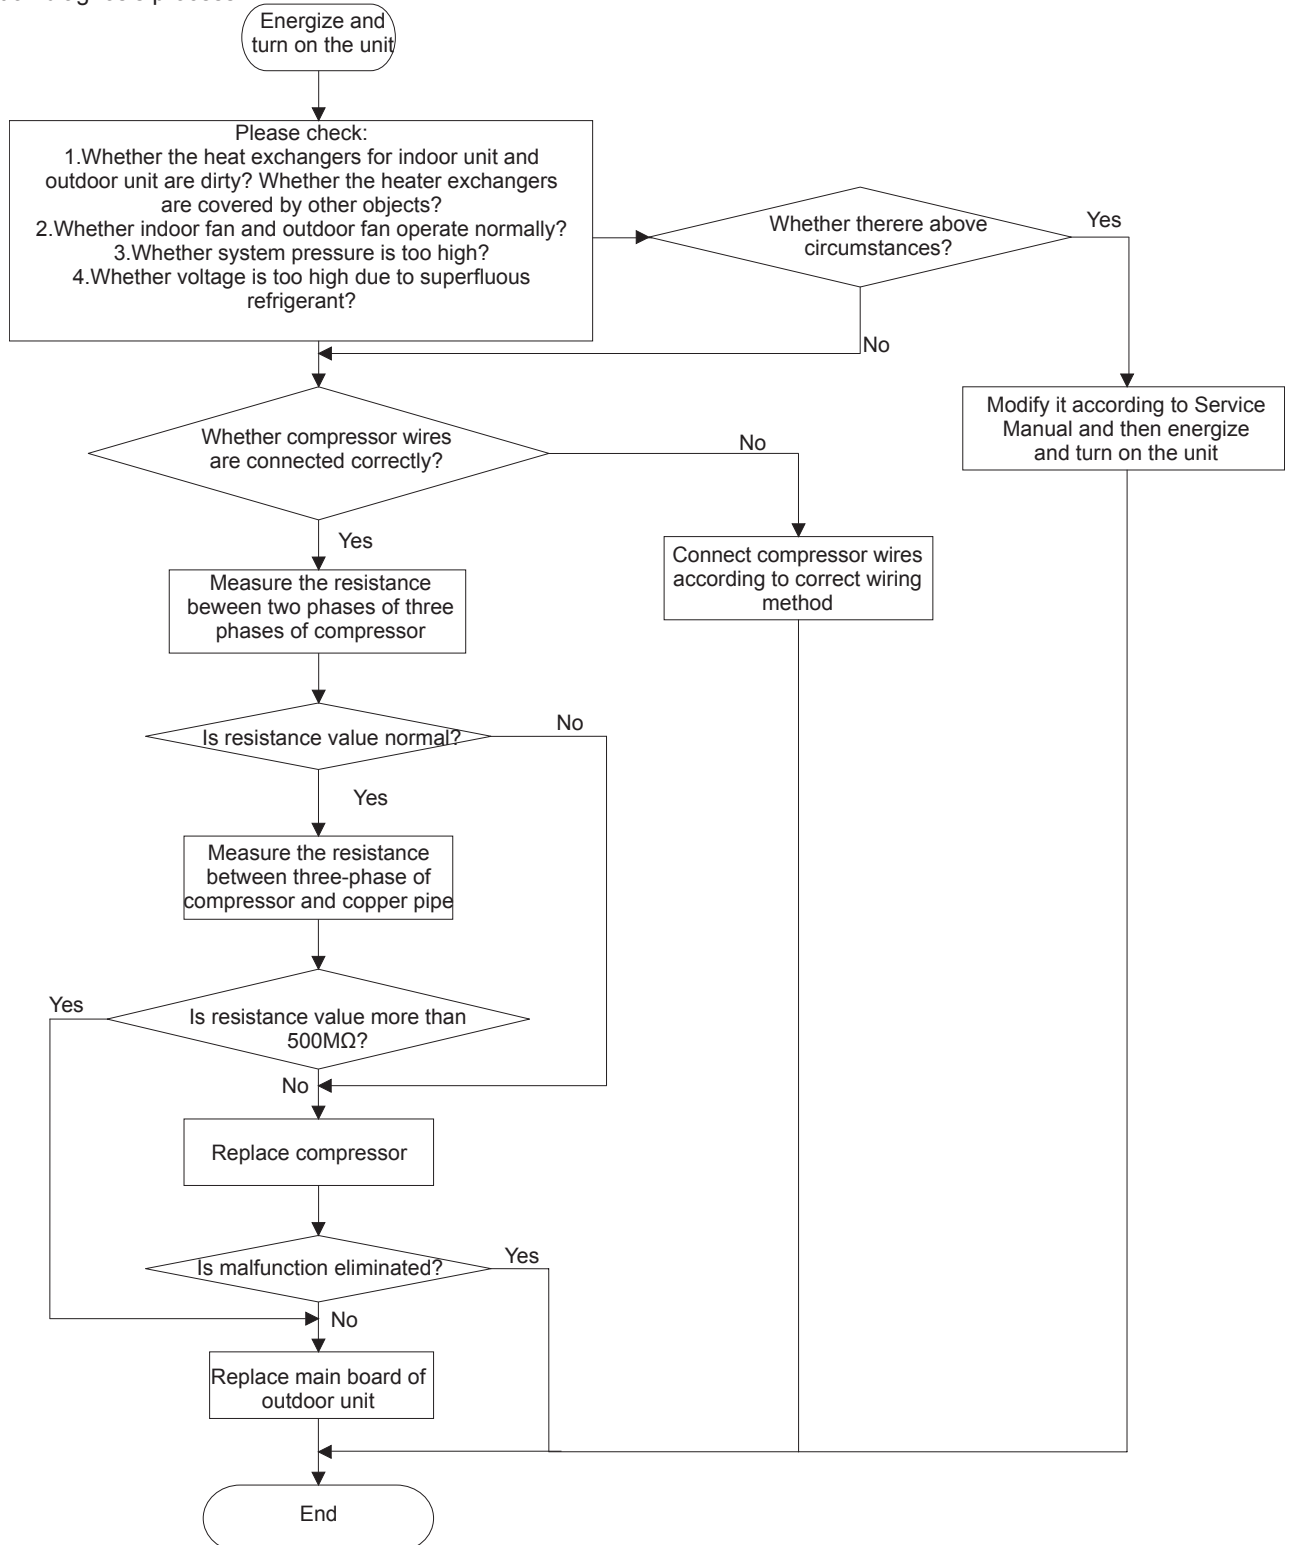 Energize and
turn on the unit
Please check:
1.Whether the heat exchangers for indoor unit and
outdoor unit are dirty? Whether the heater exchangers
are covered by other objects?
2.Whether indoor fan and outdoor fan operate normally?
3.Whether system pressure is too high?
4.Whether voltage is too high due to superfluous
refrigerant?
Whether therere above
circumstances?
Yes
No
Modify it according to Service
Manual and then energize
and turn on the unit
Whether compressor wires
are connected correctly?
No
Yes
Connect compressor wires
according to correct wiring
method
Measure the resistance
beween two phases of three
phases of compressor
Is resistance value normal?
No
Yes
Measure the resistance
between three-phase of
compressor and copper pipe
Yes
Is resistance value more than
500MΩ?
No
Replace compressor
Is malfunction eliminated?
Yes
No
Replace main board of
outdoor unit
End